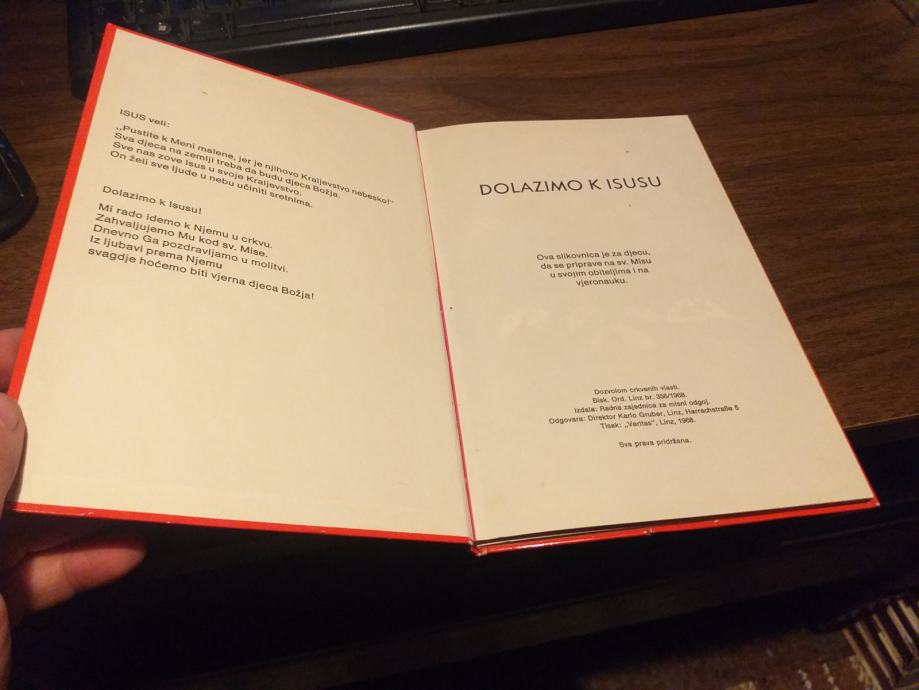 ISUS veli:
„Pustite k Meni malene, jer je njihovo Kraljevstvo nebesko!“
Sva djeca na zemlji treba da budu djeca Božja.
Sve nas zove Isus u svoje Kraljevstvo.
On želi sve ljude u nebu učiniti sretnima.
Dolazimo k Isusu!
Mi rado idemo k Njemu u crkvu.
Zahvaljujemo Mu kod sv. Mise.
Dnevno Ga pozdravljamo u molitvi.
Iz ljubavi prema Njemu
svagdje hoćemo biti vjerna djeca Božja!
DOLAZIMO K ISUSU
Ova slikovnica je za djecu,
da se priprave na sv. Misu
u svojim obiteljima i na
vjeronauku.
Dozvolom crkvenih vlasti.
Bisk. Ord. Linz br. 356/1968.
Izdala: Radna zajednica za misni odgoj.
Odgovara: Direktor Karlo Gruber, Linz, Harrachstraße 5
Tisak: „Veritas“, Linz, 1968.
Sva prava pridržana.